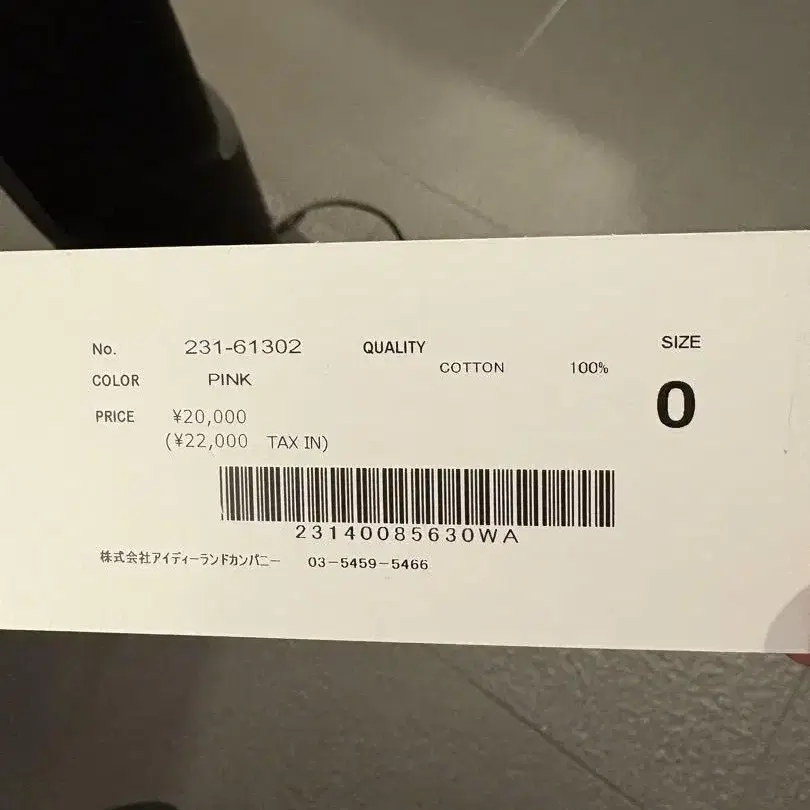 No. 231-61302 QUALITY SIZE
COTTON 100%
COLOR PINK
0
PRICE ¥20,000
(¥22,000 TAX IN)
23140085630WA
株式会社アイディーランドカンパニー 03-5459-5466